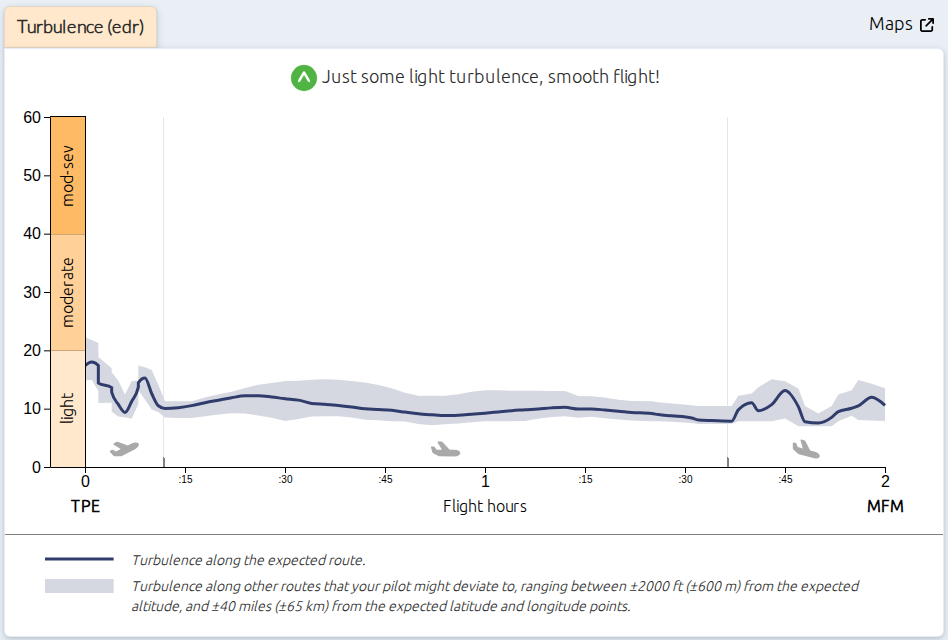 Turbulence (edr)
Maps
Just some light turbulence, smooth flight!
60
50
40
30
20
10
0
mod-sev
moderate
light
0 :15 :30 :45 1 :15 :30 :45 2
TPE Flight hours MFM
Turbulence along the expected route.
Turbulence along other routes that your pilot might deviate to, ranging between ±2000 ft (±600 m) from the expected
altitude, and ±40 miles (±65 km) from the expected latitude and longitude points.